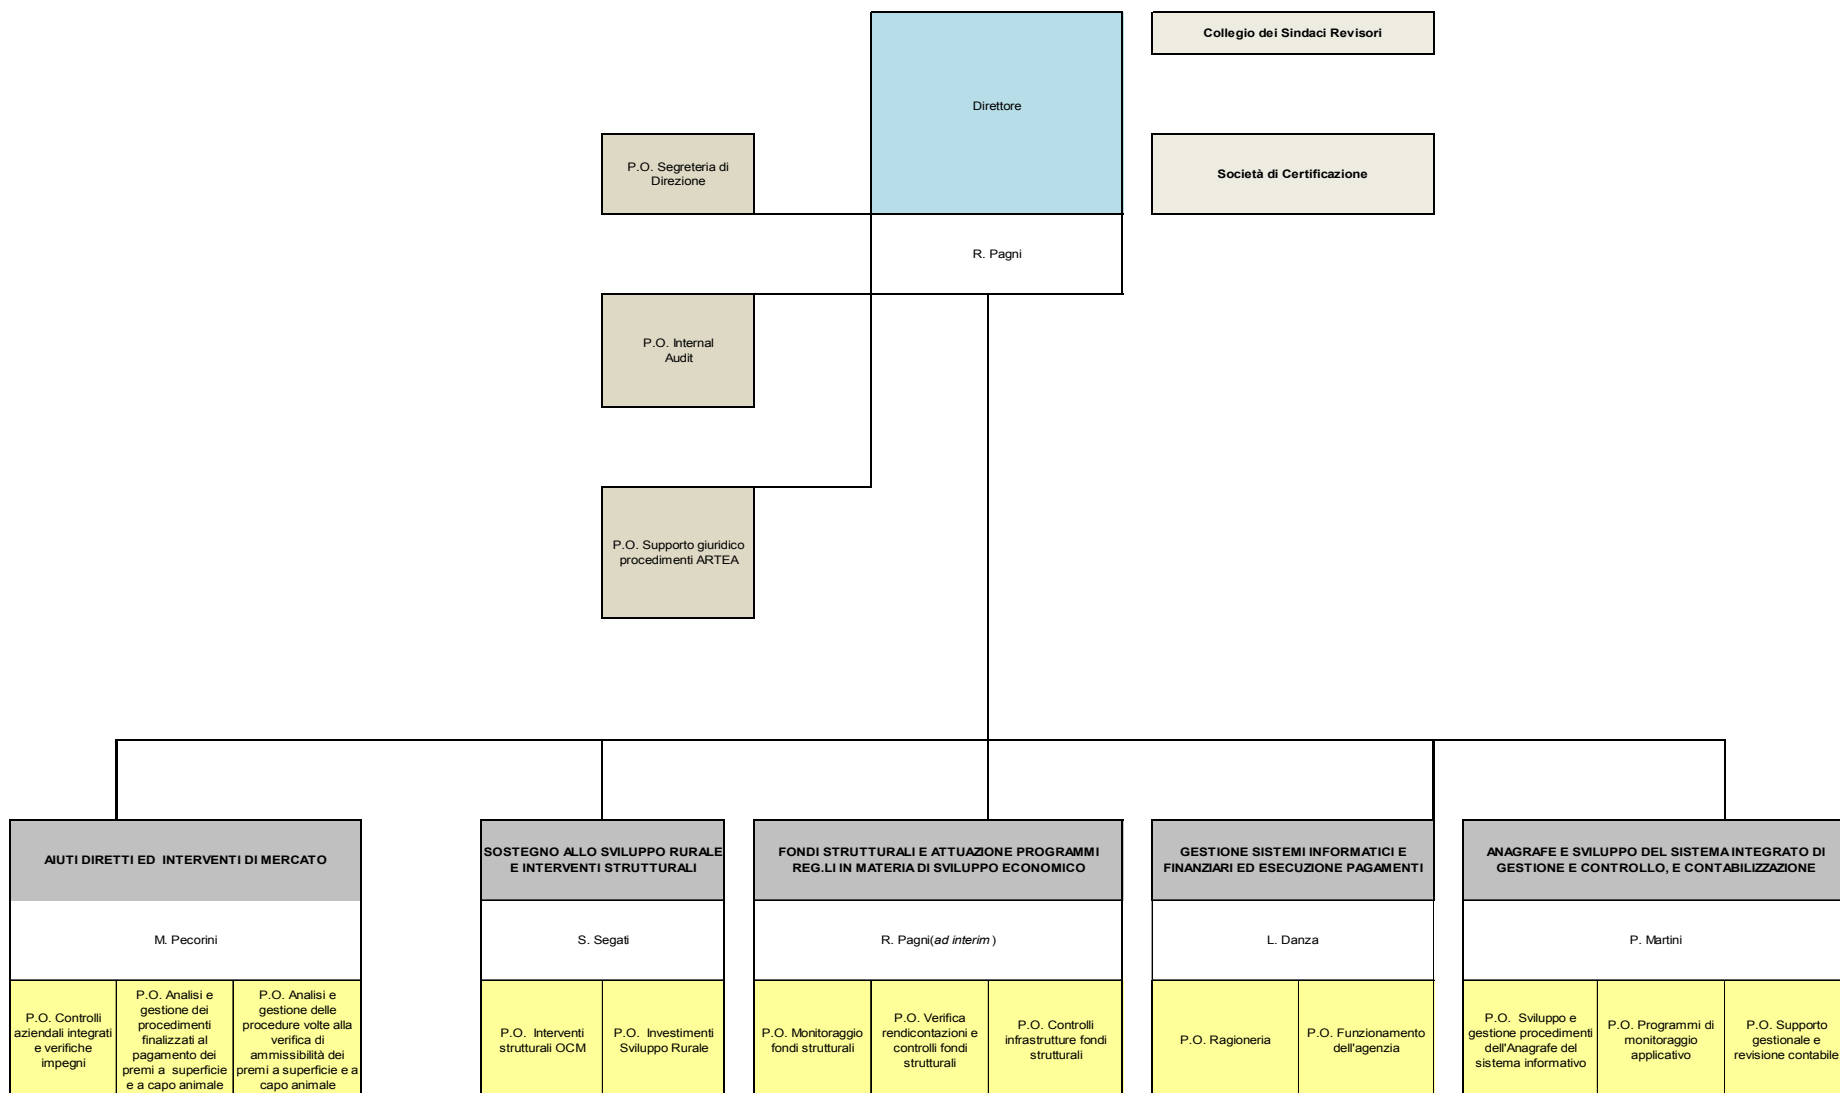 Collegio dei Sindaci Revisori
Direttore
P.O. Segreteria di
Direzione
Società di Certificazione
R. Pagni
P.O. Internal
Audit
P.O. Supporto giuridico
procedimenti ARTEA
AIUTI DIRETTI ED INTERVENTI DI MERCATO
SOSTEGNO ALLO SVILUPPO RURALE
E INTERVENTI STRUTTURALI
FONDI STRUTTURALI E ATTUAZIONE PROGRAMMI
REG.LI IN MATERIA DI SVILUPPO ECONOMICO
GESTIONE SISTEMI INFORMATICI E
FINANZIARI ED ESECUZIONE PAGAMENTI
ANAGRAFE E SVILUPPO DEL SISTEMA INTEGRATO DI
GESTIONE E CONTROLLO, E CONTABILIZZAZIONE
M. Pecorini
S. Segati
R. Pagni(ad interim )
L. Danza
P. Martini
P.O. Controlli
aziendali integrati
e verifiche
impegni
P.O. Analisi e
gestione dei
procedimenti
finalizzati al
pagamento dei
premi a superficie
e a capo animale
P.O. Analisi e
gestione delle
procedure volte alla
verifica di
ammissibilità dei
premi a superficie e a
capo animale
P.O. Interventi
strutturali OCM
P.O. Investimenti
Sviluppo Rurale
P.O. Monitoraggio
fondi strutturali
P.O. Verifica
rendicontazioni e
controlli fondi
strutturali
P.O. Controlli
infrastrutture fondi
strutturali
P.O. Ragioneria
P.O. Funzionamento
dell'agenzia
P.O. Sviluppo e
gestione procedimenti
dell'Anagrafe del
sistema informativo
P.O. Programmi di
monitoraggio
applicativo
P.O. Supporto
gestionale e
revisione contabile